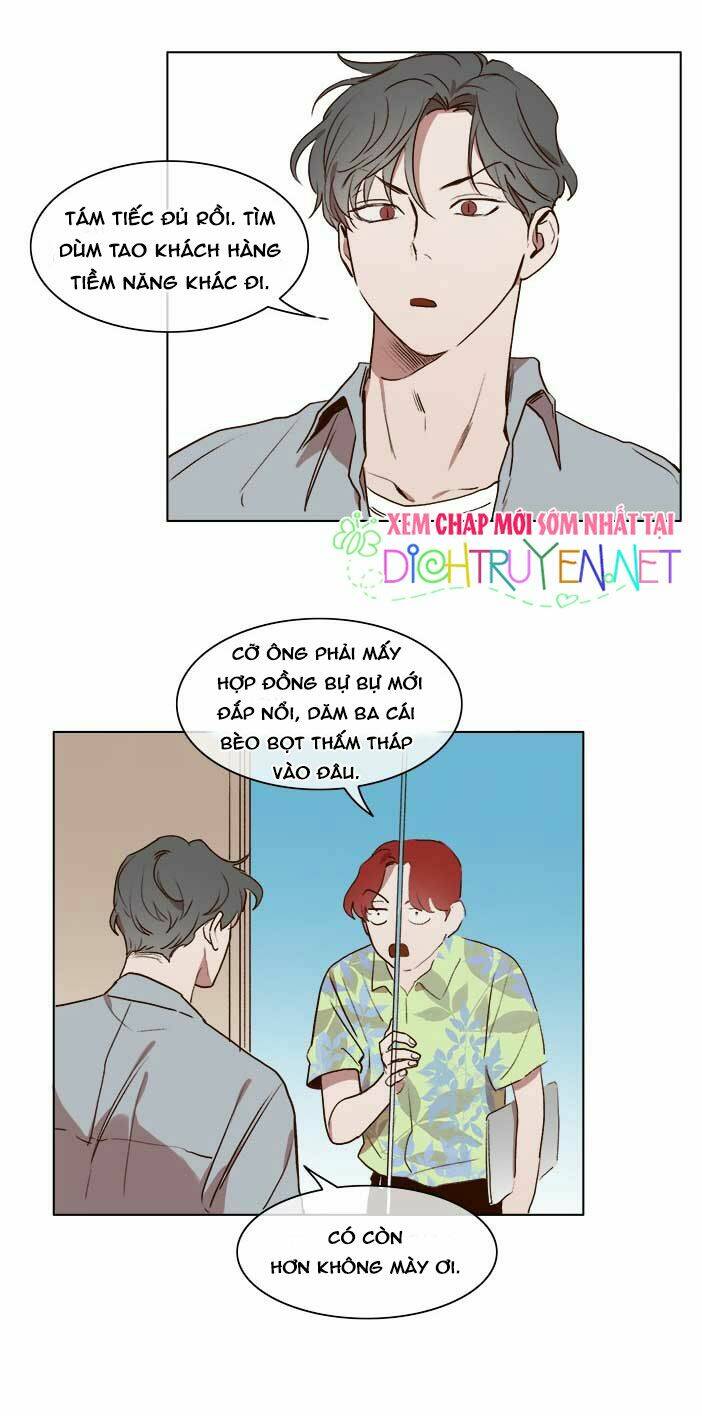 TÁM TIẾC ĐỦ RỒI. TÌM
DÙM TAO KHÁCH HÀNG
TIỀM NĂNG KHÁC ĐI.
XEM CHAP MỚI SỚM NHẤT TẠI
DICHTRUYEN.NET
CỠ ÔNG PHẢI MẤY
HỢP ĐỒNG BỰ BỰ MỚI
ĐẮP NỔI, DĂM BA CÁI
BÈO BỌT THẤM THÁP
VÀO ĐÂU.
CÓ CÒN
HƠN KHÔNG MÀY ƠI.